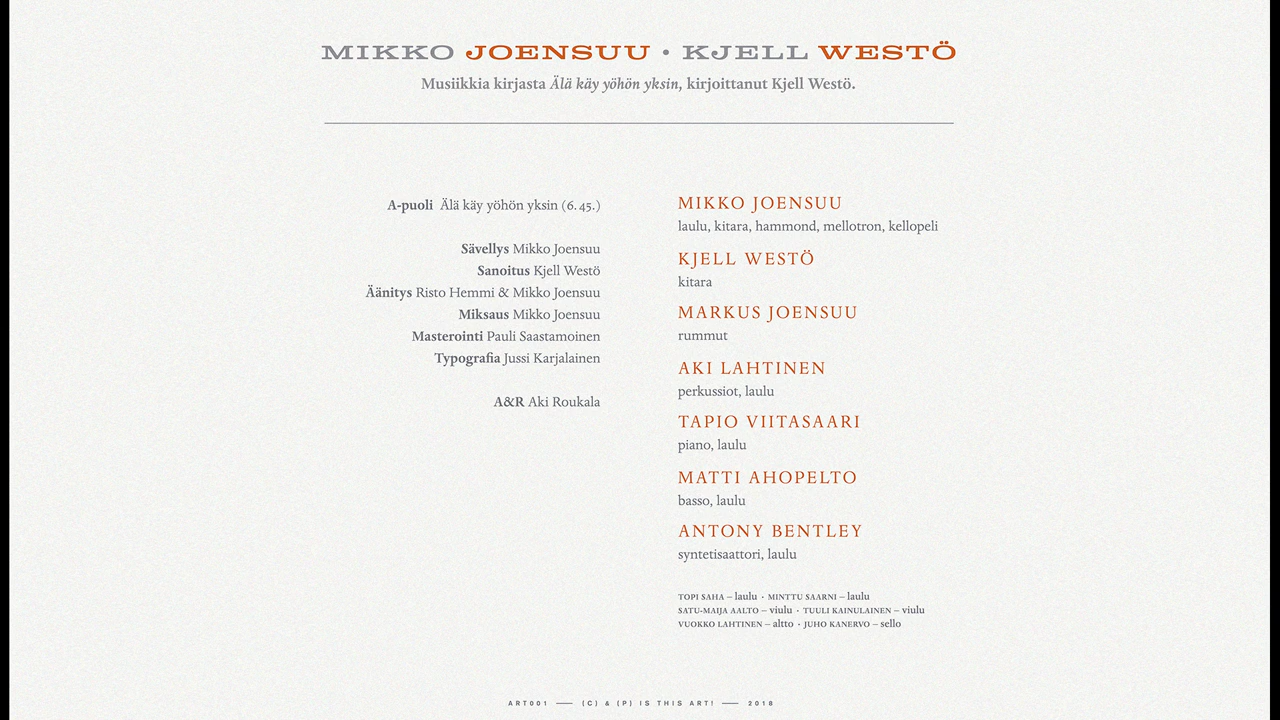 MIKKO JOENSUU • KJELL WESTÖ
Musiikkia kirjasta Älä käy yöhön yksin, kirjoittanut Kjell Westö.
A-puoli Älä käy yöhön yksin (6.45.)
Sävellys Mikko Joensuu
Sanoitus Kjell Westö
Äänitys Risto Hemmi & Mikko Joensuu
Miksaus Mikko Joensuu
Masterointi Pauli Saastamoinen
Typografia Jussi Karjalainen
A&R Aki Roukala
MIKKO JOENSUU
laulu, kitara, hammond, mellotron, kellopeli
KJELL WESTÖ
kitara
MARKUS JOENSUU
rummut
AKI LAHTINEN
perkussiot, laulu
TAPIO VIITASAARI
piano, laulu
MATTI AHOPELTO
basso, laulu
ANTONY BENTLEY
syntetisaattori, laulu
TOPI SAHA – laulu · MINTTU SAARNI – laulu
SATU-MAIJA AALTO – viulu · TUULI KAINULAINEN – viulu
VUOKKO LAHTINEN – altto · JUHO KANERVO – sello
ART001 — (C) & (P) IS THIS ART! — 2018